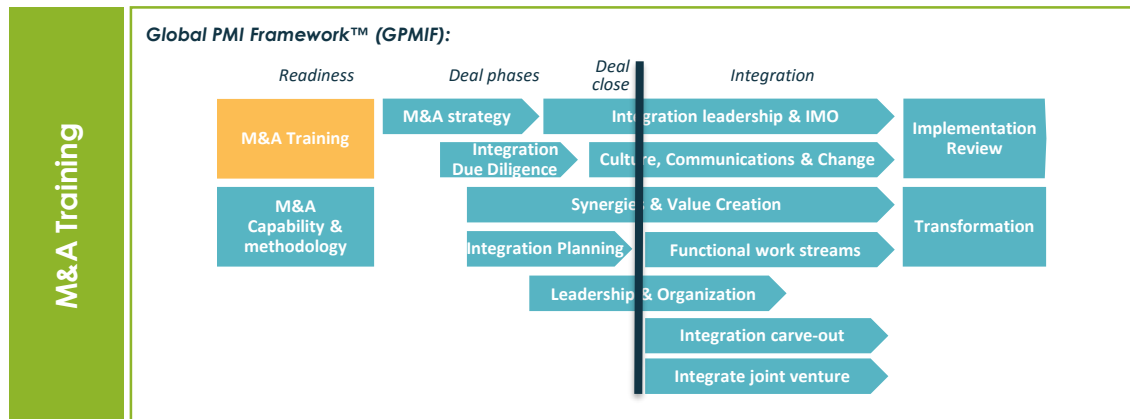 M&A Training
Global PMI Framework™ (GPMIF):
Readiness
Deal phases
Deal
close
Integration
M&A Training
M&A strategy
Integration leadership & IMO
Implementation
Review
Integration
Due Diligence
Culture, Communications & Change
M&A
Capability &
methodology
Synergies & Value Creation
Transformation
Integration Planning
Functional work streams
Leadership & Organization
Integration carve-out
Integrate joint venture